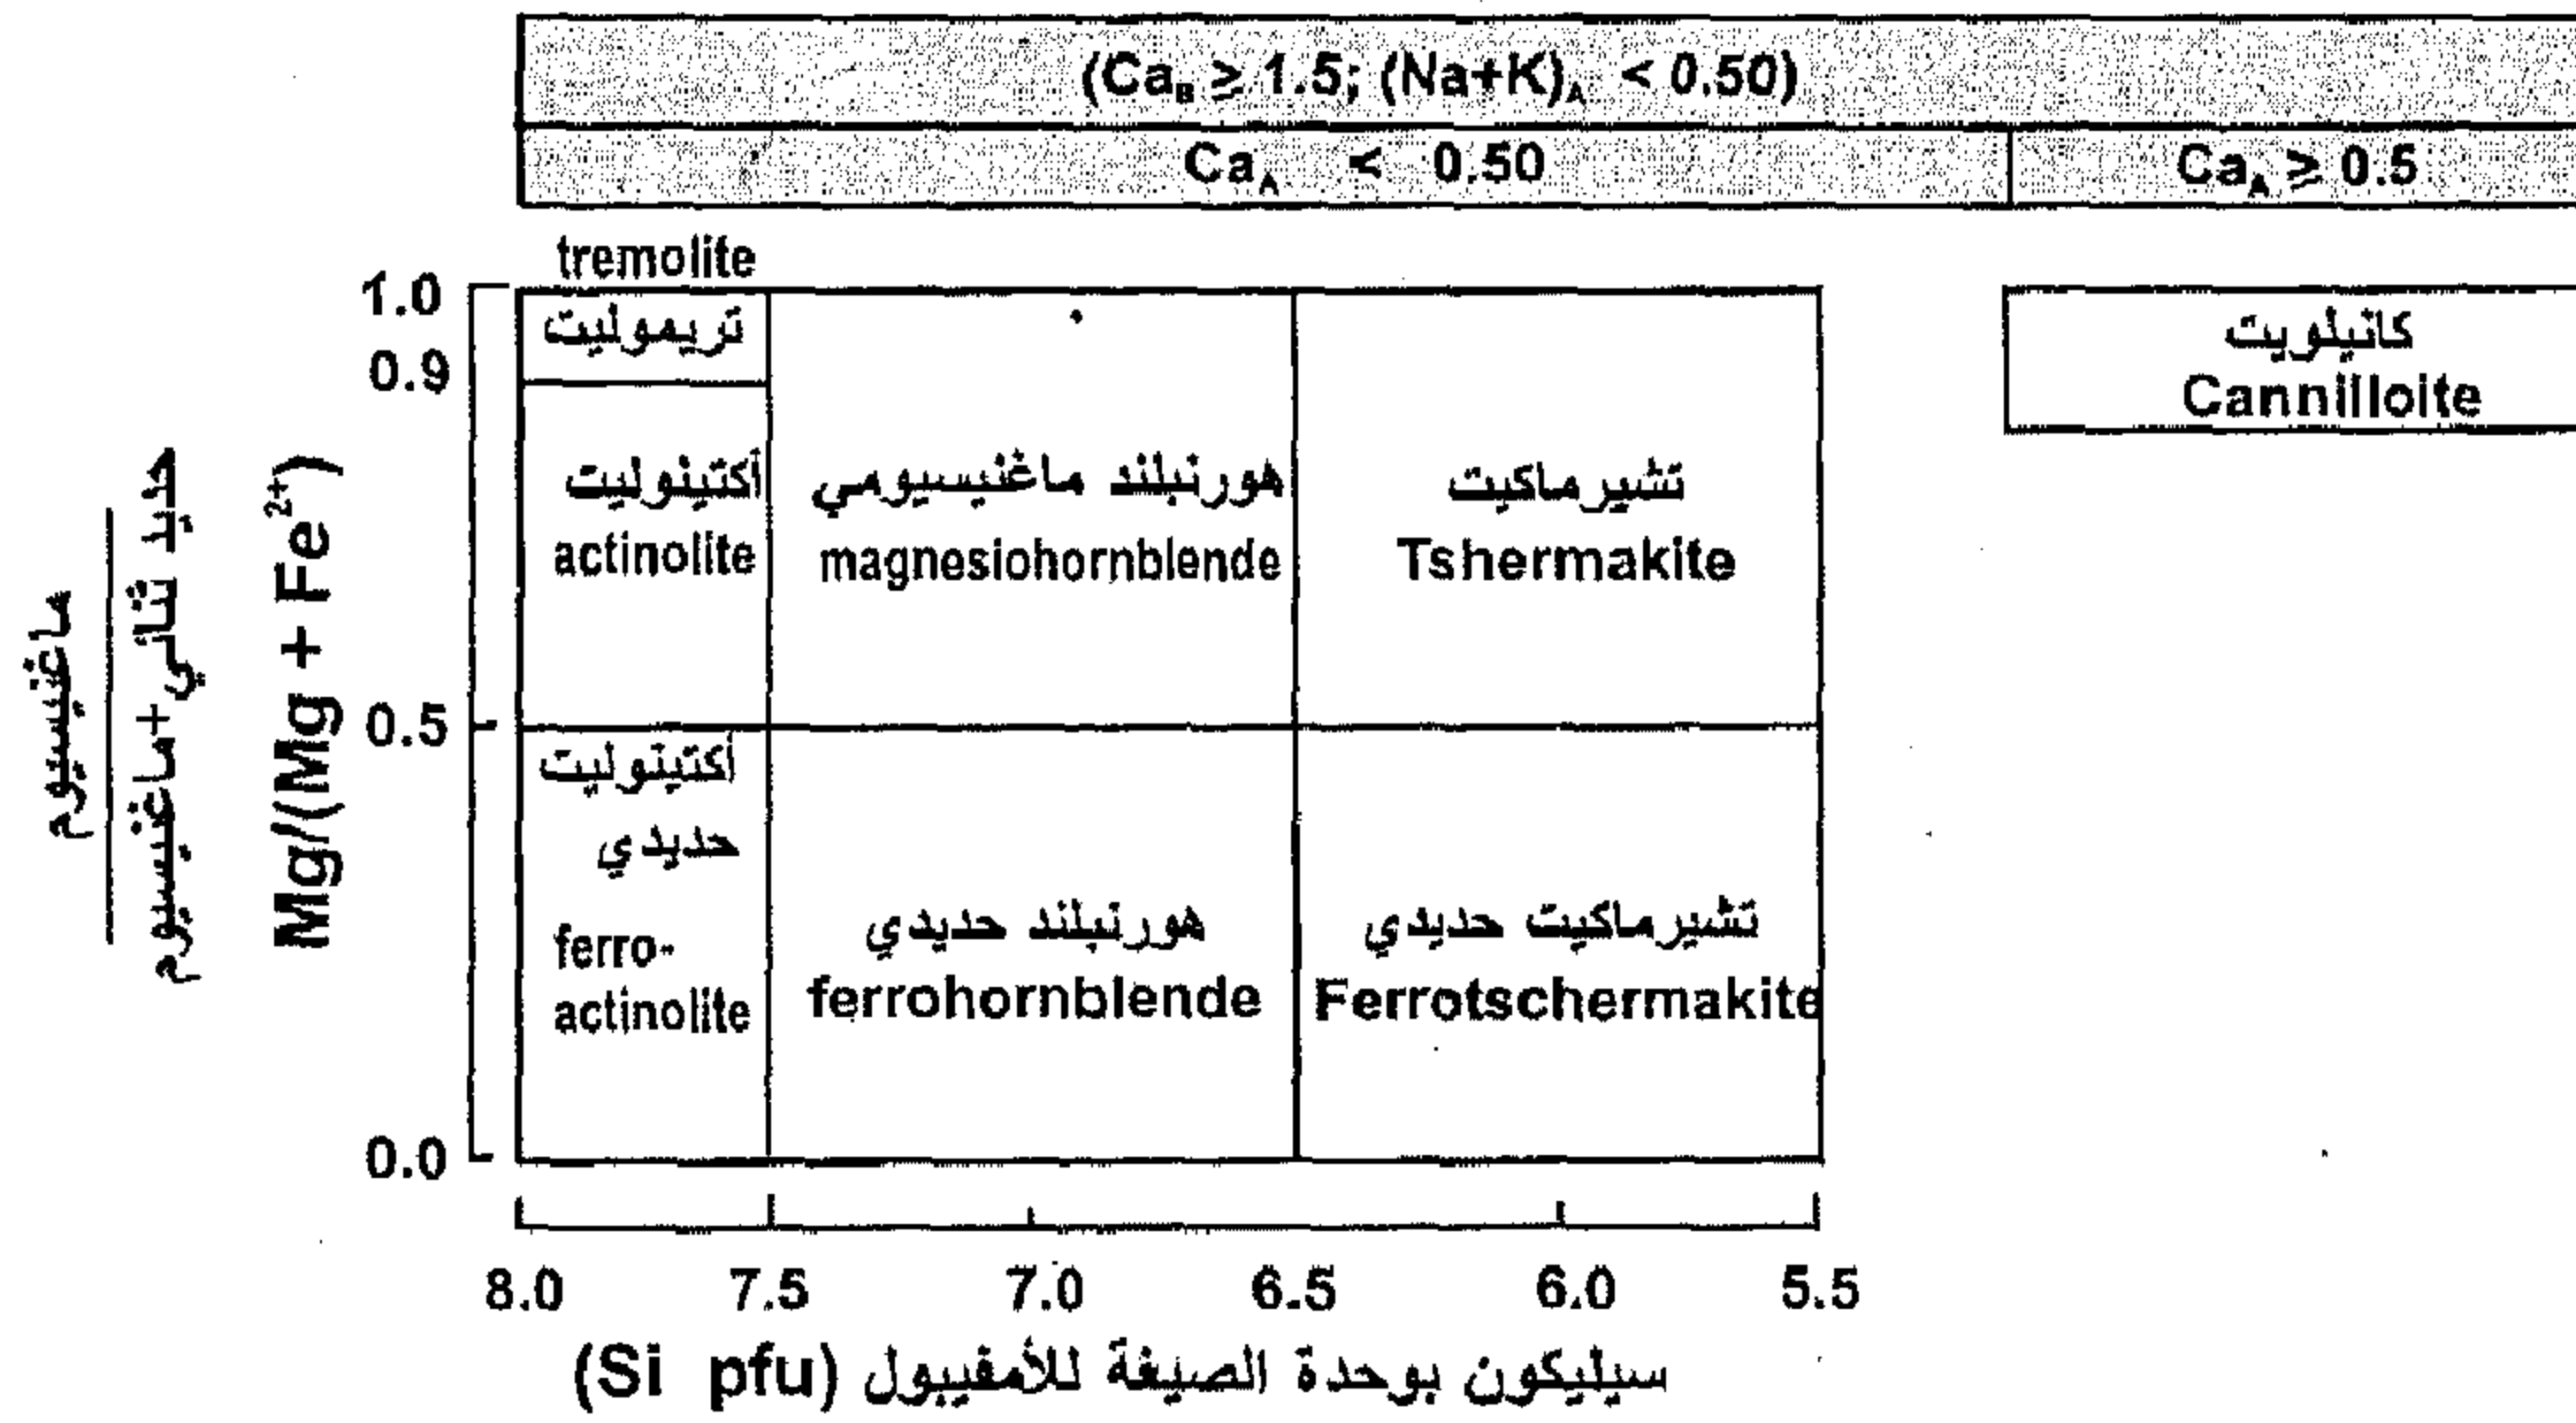 (Ca_B ≥ 1.5; (Na+K)_A < 0.50)
Ca_A < 0.50
Ca_A ≥ 0.5
tremolite
تريموليت
كانيلويت
Cannilloite
أكتينوليت
actinolite
هورنبلند ماغنيسيومي
magnesiohornblende
تشيرماكيت
Tshermakite
أكتينوليت
حديدي
ferro-
actinolite
هورنبلند حديدي
ferrohornblende
تشيرماكيت حديدي
Ferrotschermakite
1.0
0.9
0.5
0.0
ماغنيسيوم
حديد ثنائي+ماغنيسيوم
Mg/(Mg + Fe²⁺)
8.0 7.5 7.0 6.5 6.0 5.5
سيليكون بوحدة الصيغة للأمفيبول (Si pfu)